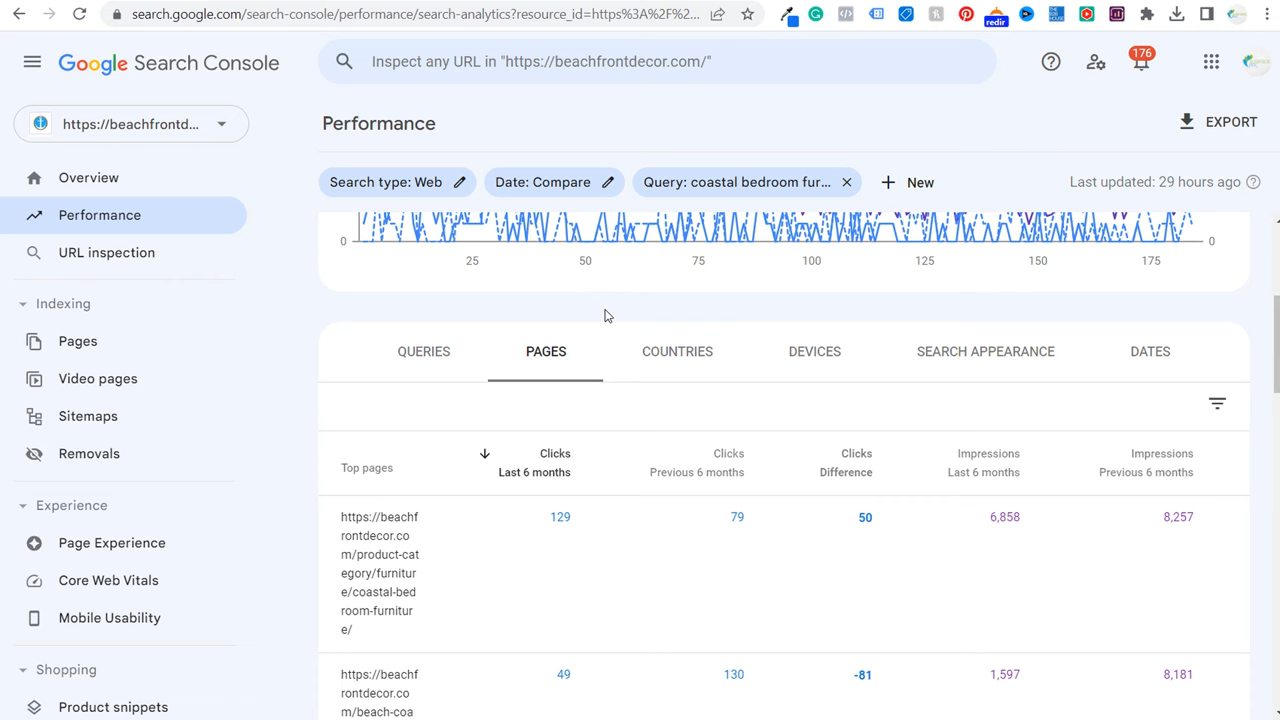 search.google.com/search-console/performance/search-analytics?resource_id=https%3A%2F%2...
redir
Google Search Console
Inspect any URL in "https://beachfrontdecor.com/"
176
https://beachfrontd...
Performance
EXPORT
Overview
Performance
URL inspection
Indexing
Pages
Video pages
Sitemaps
Removals
Experience
Page Experience
Core Web Vitals
Mobile Usability
Shopping
Product snippets
Search type: Web
Date: Compare
Query: coastal bedroom fur...
New
Last updated: 29 hours ago
0
0
25
50
75
100
125
150
175
QUERIES
PAGES
COUNTRIES
DEVICES
SEARCH APPEARANCE
DATES
Top pages
Clicks
Last 6 months
Clicks
Previous 6 months
Clicks
Difference
Impressions
Last 6 months
Impressions
Previous 6 months
https://beachf
rontdecor.co
m/product-cat
egory/furnitur
e/coastal-bed
room-furnitur
e/
129
79
50
6,858
8,257
https://beachf
rontdecor.co
m/beach-coa
49
130
-81
1,597
8,181